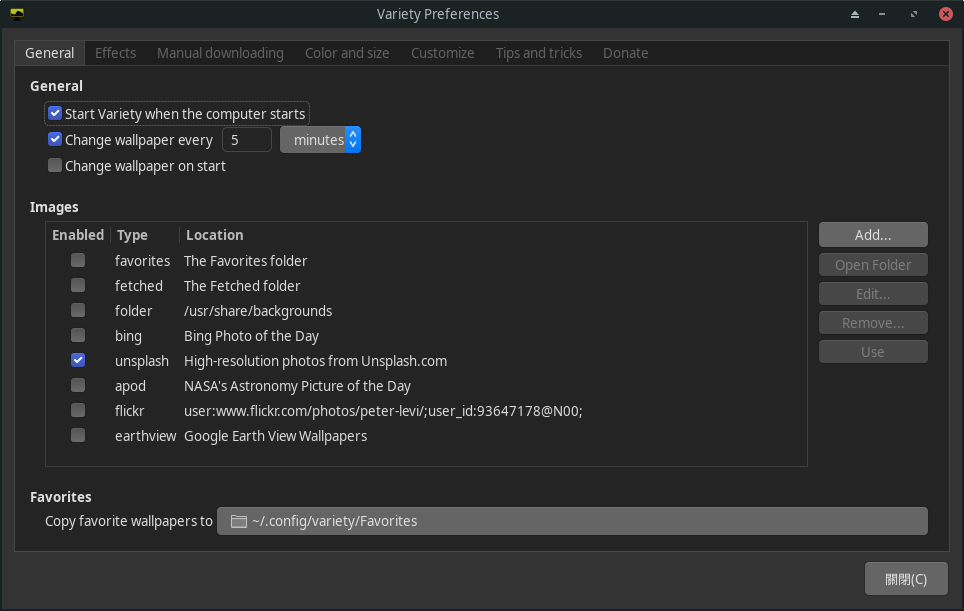 Variety Preferences
General Effects Manual downloading Color and size Customize Tips and tricks Donate
General
Start Variety when the computer starts
Change wallpaper every 5 minutes
Change wallpaper on start
Images
Enabled Type Location
favorites The Favorites folder
fetched The Fetched folder
folder /usr/share/backgrounds
bing Bing Photo of the Day
unsplash High-resolution photos from Unsplash.com
apod NASA's Astronomy Picture of the Day
flickr user:www.flickr.com/photos/peter-levi/;user_id:93647178@N00;
earthview Google Earth View Wallpapers
Add...
Open Folder
Edit...
Remove...
Use
Favorites
Copy favorite wallpapers to ~/.config/variety/Favorites
關閉(C)